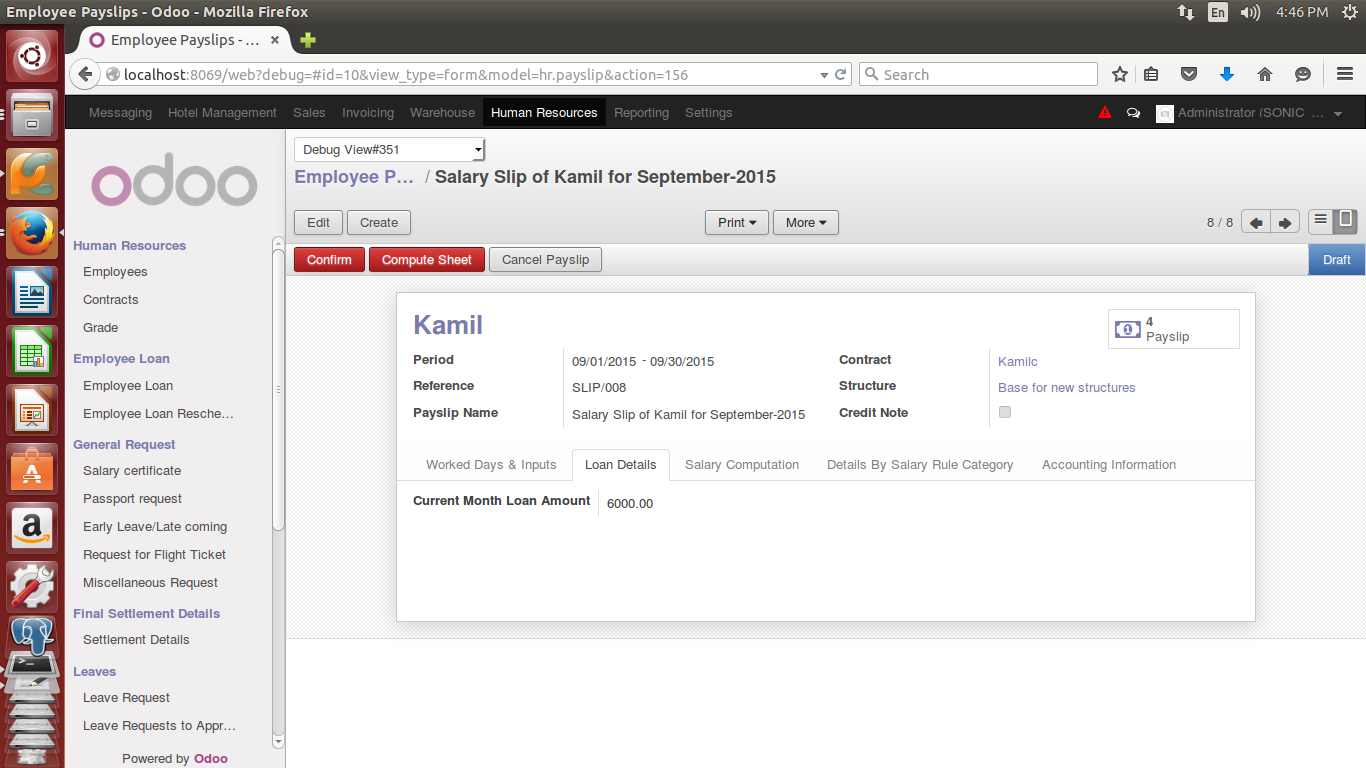 Employee Payslips - Odoo - Mozilla Firefox
En
4:46 PM
Employee Payslips - ...
localhost:8069/web?debug=#id=10&view_type=form&model=hr.payslip&action=156
Search
Messaging Hotel Management Sales Invoicing Warehouse Human Resources Reporting Settings
Administrator (SONIC ...
odoo
Human Resources
Employees
Contracts
Grade
Employee Loan
Employee Loan
Employee Loan Resche...
General Request
Salary certificate
Passport request
Early Leave/Late coming
Request for Flight Ticket
Miscellaneous Request
Final Settlement Details
Settlement Details
Leaves
Leave Request
Leave Requests to Appr...
Powered by Odoo
Debug View#351
Employee P... / Salary Slip of Kamil for September-2015
Edit Create Print More 8 / 8
Confirm Compute Sheet Cancel Payslip Draft
Kamil
4
Payslip
Period 09/01/2015 - 09/30/2015 Contract Kamilc
Reference SLIP/008 Structure Base for new structures
Payslip Name Salary Slip of Kamil for September-2015 Credit Note
Worked Days & Inputs Loan Details Salary Computation Details By Salary Rule Category Accounting Information
Current Month Loan Amount 6000.00